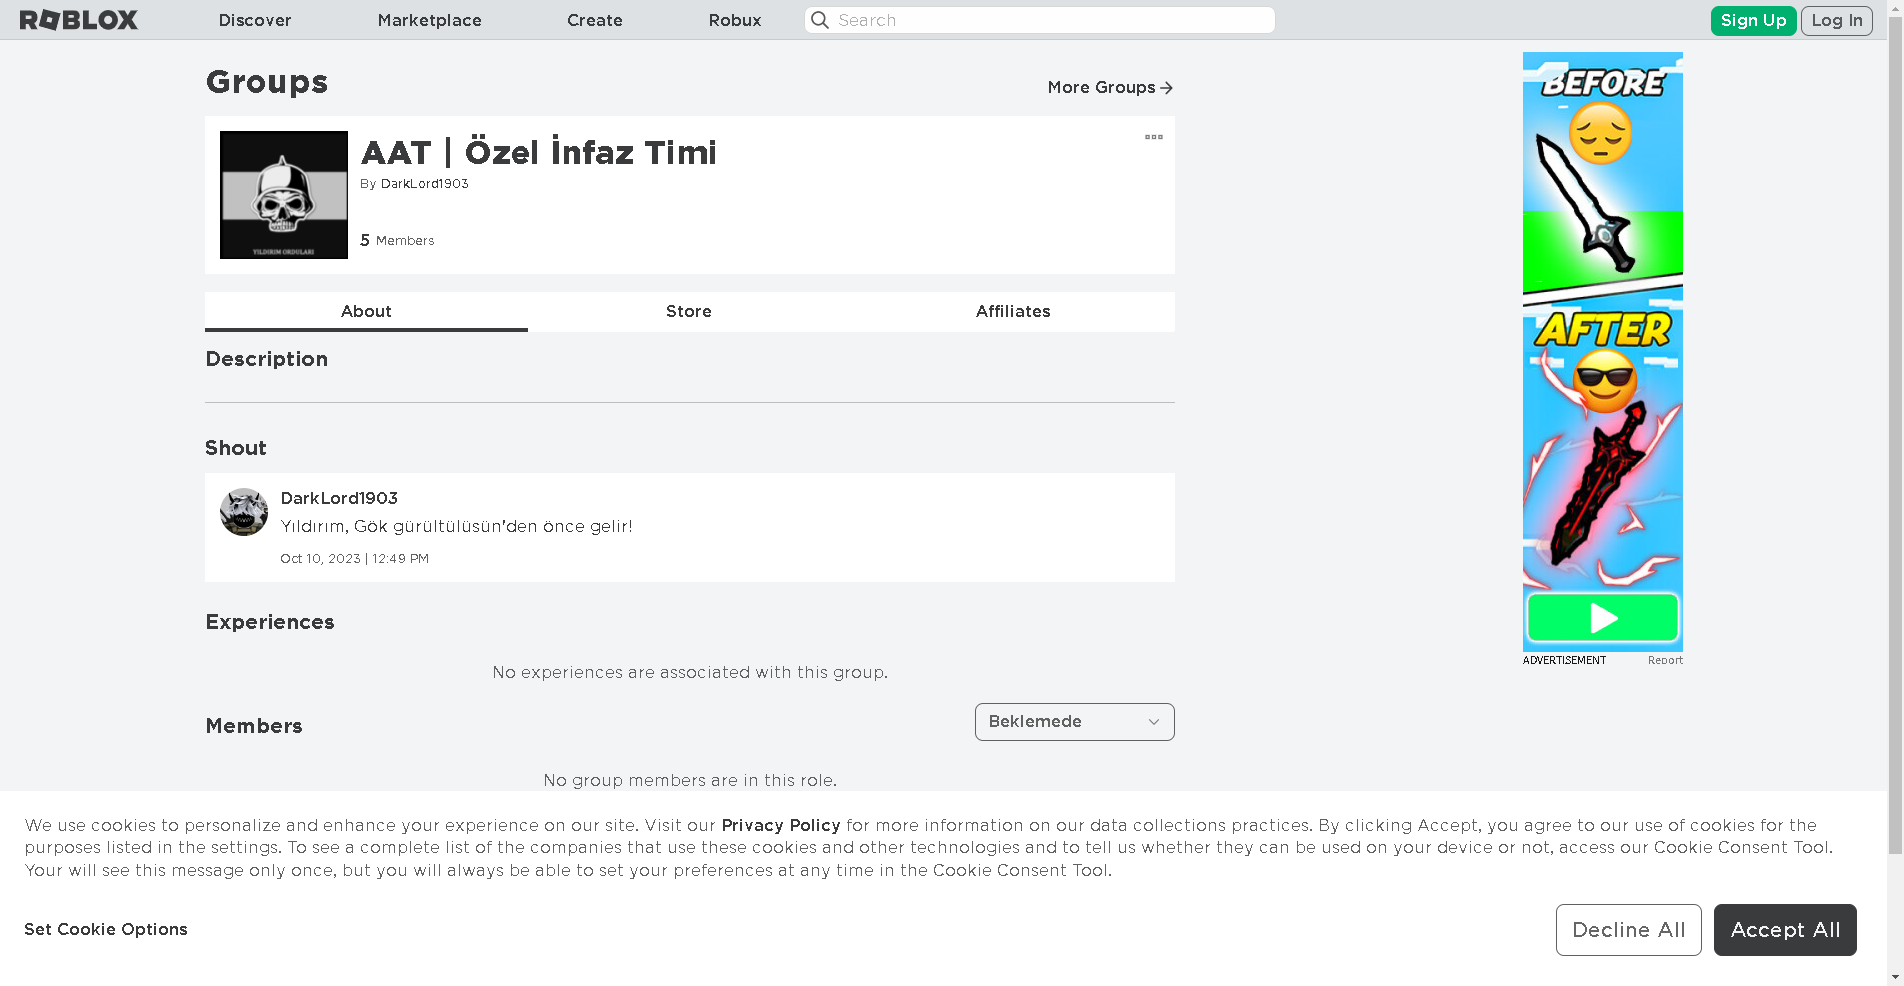 ROBLOX
Discover
Marketplace
Create
Robux
Search
Sign Up
Log In
Groups
More Groups
AAT | Özel İnfaz Timi
By DarkLord1903
5 Members
YILDIRIM ORDULARI
About
Store
Affiliates
Description
Shout
DarkLord1903
Yıldırım, Gök gürültülüsün'den önce gelir!
Oct 10, 2023 | 12:49 PM
Experiences
No experiences are associated with this group.
Members
Beklemede
No group members are in this role.
BEFORE
AFTER
ADVERTISEMENT
Report
We use cookies to personalize and enhance your experience on our site. Visit our Privacy Policy for more information on our data collections practices. By clicking Accept, you agree to our use of cookies for the
purposes listed in the settings. To see a complete list of the companies that use these cookies and other technologies and to tell us whether they can be used on your device or not, access our Cookie Consent Tool.
Your will see this message only once, but you will always be able to set your preferences at any time in the Cookie Consent Tool.
Set Cookie Options
Decline All
Accept All